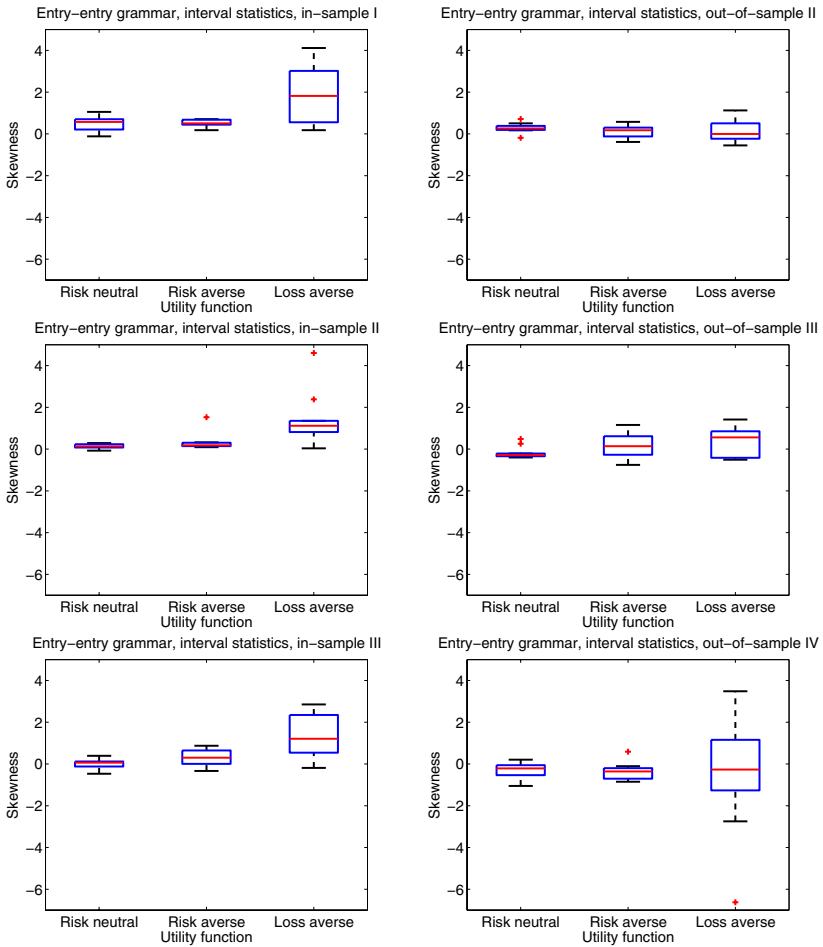 Entry−entry grammar, interval statistics, in−sample I
4
2
0
−2
−4
−6
Skewness
Risk neutral Risk averse Loss averse
Utility function
Entry−entry grammar, interval statistics, out−of−sample II
4
2
0
−2
−4
−6
Skewness
Risk neutral Risk averse Loss averse
Utility function
Entry−entry grammar, interval statistics, in−sample II
4
2
0
−2
−4
−6
Skewness
Risk neutral Risk averse Loss averse
Utility function
Entry−entry grammar, interval statistics, out−of−sample III
4
2
0
−2
−4
−6
Skewness
Risk neutral Risk averse Loss averse
Utility function
Entry−entry grammar, interval statistics, in−sample III
4
2
0
−2
−4
−6
Skewness
Risk neutral Risk averse Loss averse
Utility function
Entry−entry grammar, interval statistics, out−of−sample IV
4
2
0
−2
−4
−6
Skewness
Risk neutral Risk averse Loss averse
Utility function